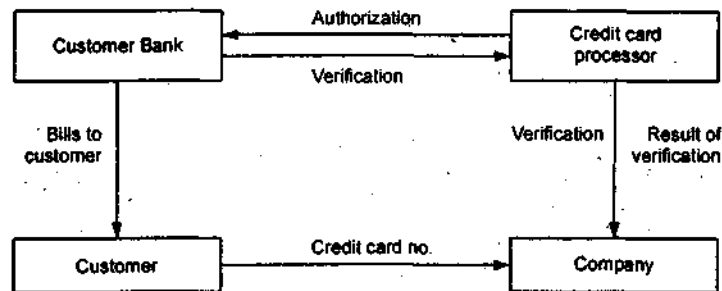 Authorization
Customer Bank
Credit card
processor
Verification
Bills to
customer
Verification
Result of
verification
Customer
Credit card no.
Company